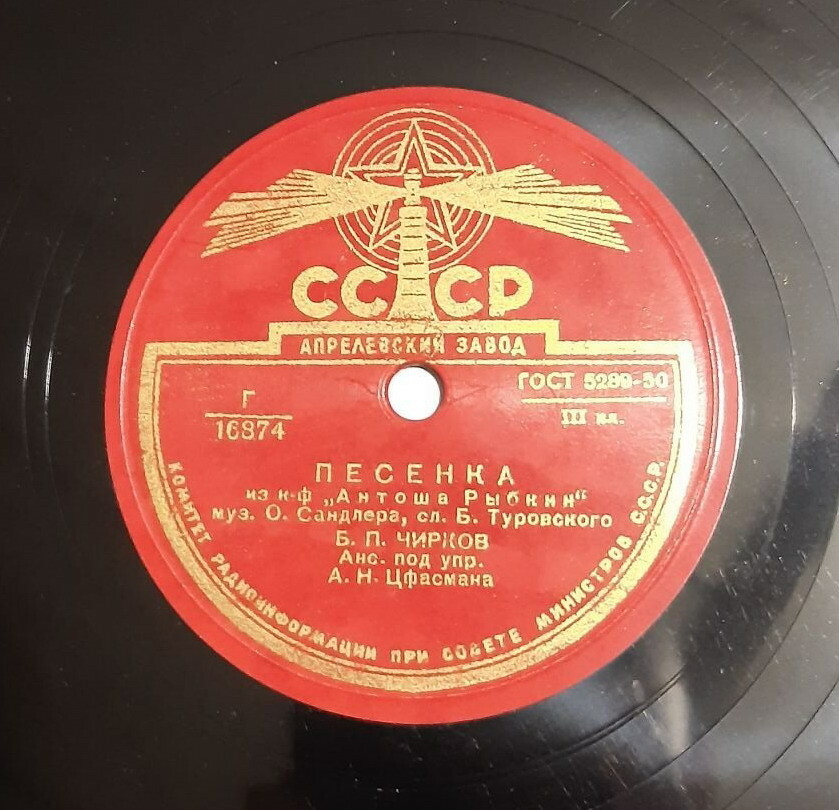 СССР
АПРЕЛЕВСКИЙ ЗАВОД
Г
16874
ГОСТ 5289-50
III кл.
ПЕСЕНКА
из к-ф „Антоша Рыбкин“
муз. О. Сандлера, сл. Б. Туровского
Б. П. ЧИРКОВ
Анс. под упр.
А. Н. Цфасмана
КОМИТЕТ РАДИОИНФОРМАЦИИ ПРИ СОВЕТЕ МИНИСТРОВ СССР.